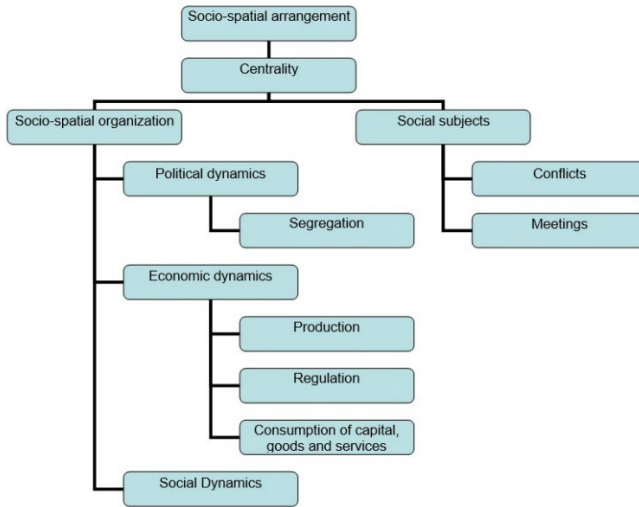 Socio-spatial arrangement
Centrality
Socio-spatial organization
Social subjects
Political dynamics
Conflicts
Segregation
Meetings
Economic dynamics
Production
Regulation
Consumption of capital,
goods and services
Social Dynamics